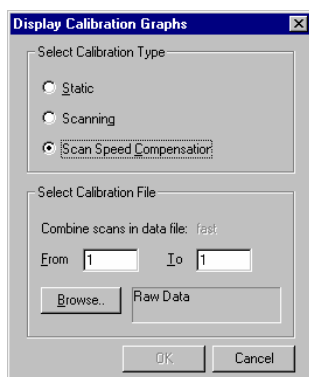 Display Calibration Graphs
Select Calibration Type
Static
Scanning
Scan Speed Compensation
Select Calibration File
Combine scans in data file: fast
From 1 To 1
Browse.. Raw Data
OK Cancel